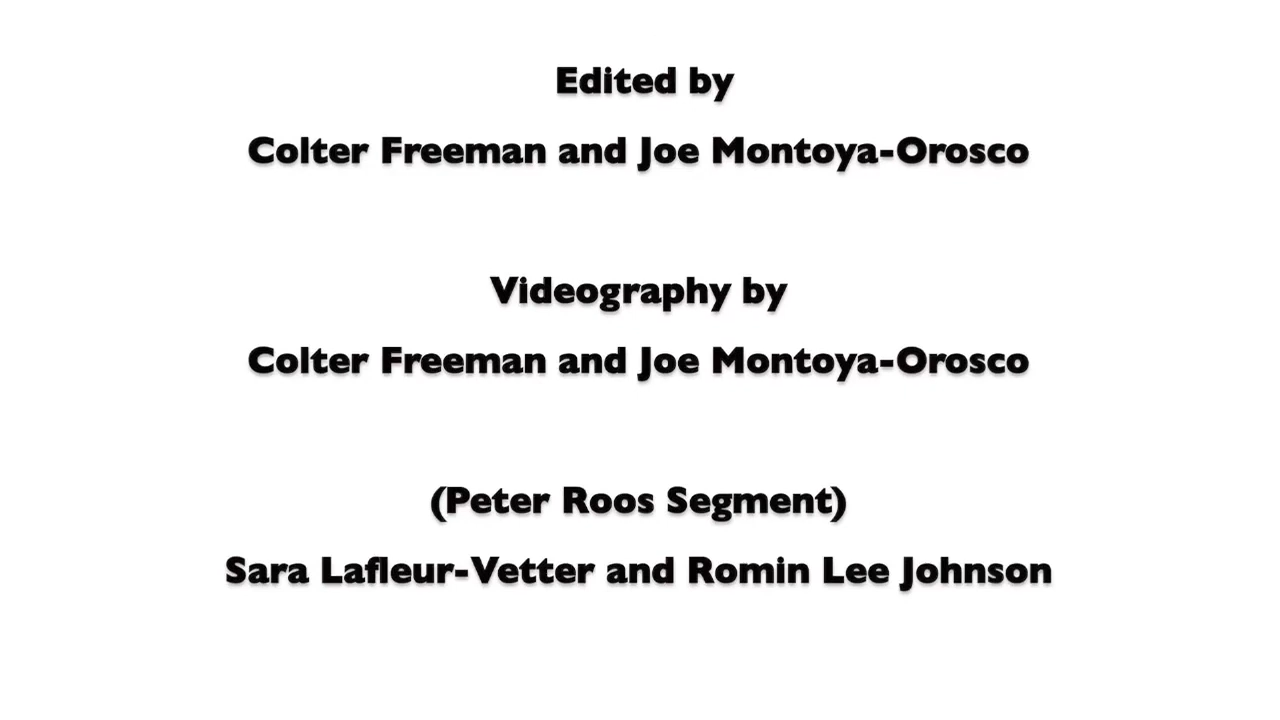 Edited by
Colter Freeman and Joe Montoya-Orosco
Videography by
Colter Freeman and Joe Montoya-Orosco
(Peter Roos Segment)
Sara Lafleur-Vetter and Romin Lee Johnson